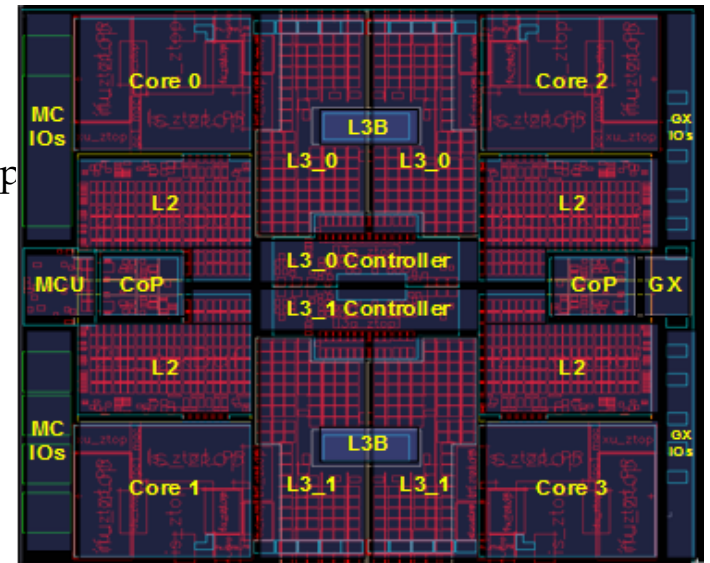 Core 0
Core 2
MC
IOs
GX
IOs
L3B
L3_0
L3_0
p
L2
L2
L3_0 Controller
MCU
CoP
CoP
GX
L3_1 Controller
L2
L2
MC
IOs
GX
IOs
L3B
Core 1
L3_1
L3_1
Core 3